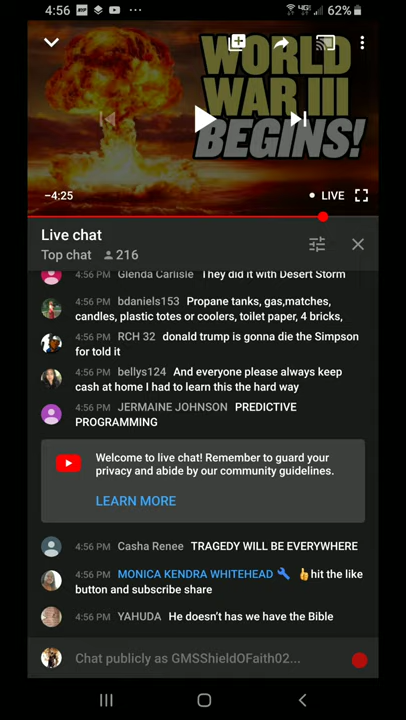 4:56
4G
62%
WORLD
WAR III
BEGINS!
−4:25
LIVE
Live chat
Top chat 216
4:56 PM Glenda Carlisle They did it with Desert Storm
4:56 PM bdaniels153 Propane tanks, gas,matches,
candles, plastic totes or coolers, toilet paper, 4 bricks,
4:56 PM RCH 32 donald trump is gonna die the Simpson
for told it
4:56 PM bellys124 And everyone please always keep
cash at home I had to learn this the hard way
4:56 PM JERMAINE JOHNSON PREDICTIVE
PROGRAMMING
Welcome to live chat! Remember to guard your
privacy and abide by our community guidelines.
LEARN MORE
4:56 PM Casha Renee TRAGEDY WILL BE EVERYWHERE
4:56 PM MONICA KENDRA WHITEHEAD 🔧 👍hit the like
button and subscribe share
4:56 PM YAHUDA He doesn't has we have the Bible
Chat publicly as GMSShieldOFaith02...